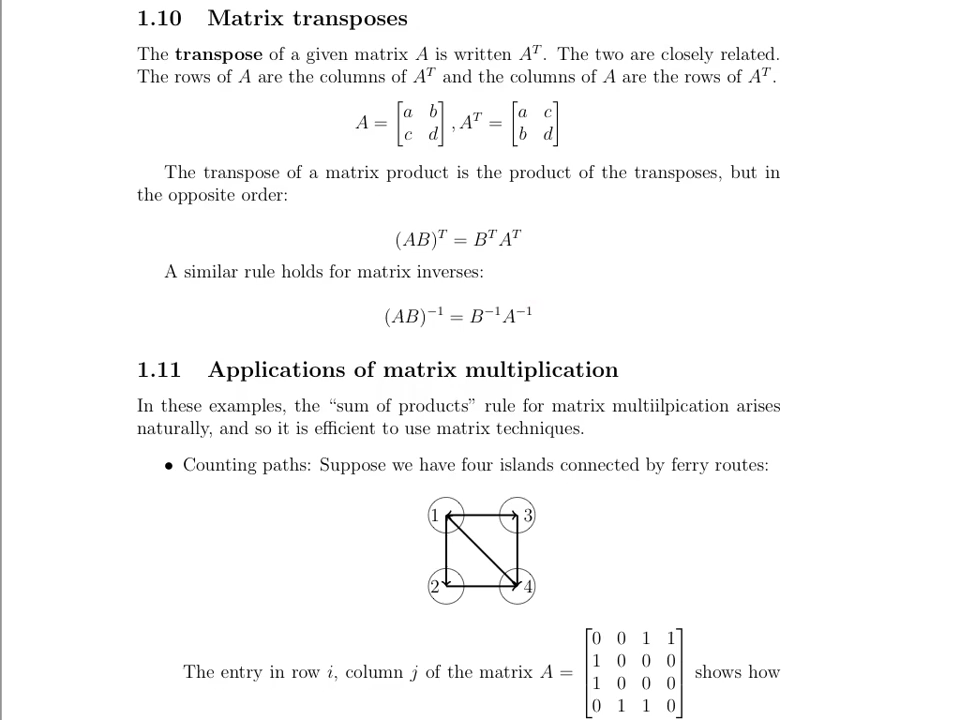 1.10 Matrix transposes
The transpose of a given matrix A is written A^T. The two are closely related.
The rows of A are the columns of A^T and the columns of A are the rows of A^T.
A = [a b; c d], A^T = [a c; b d]
The transpose of a matrix product is the product of the transposes, but in
the opposite order:
(AB)^T = B^T A^T
A similar rule holds for matrix inverses:
(AB)^−1 = B^−1 A^−1
1.11 Applications of matrix multiplication
In these examples, the “sum of products” rule for matrix multiilpication arises
naturally, and so it is efficient to use matrix techniques.
• Counting paths: Suppose we have four islands connected by ferry routes:
1 3
2 4
The entry in row i, column j of the matrix A = [0 0 1 1; 1 0 0 0; 1 0 0 0; 0 1 1 0] shows how